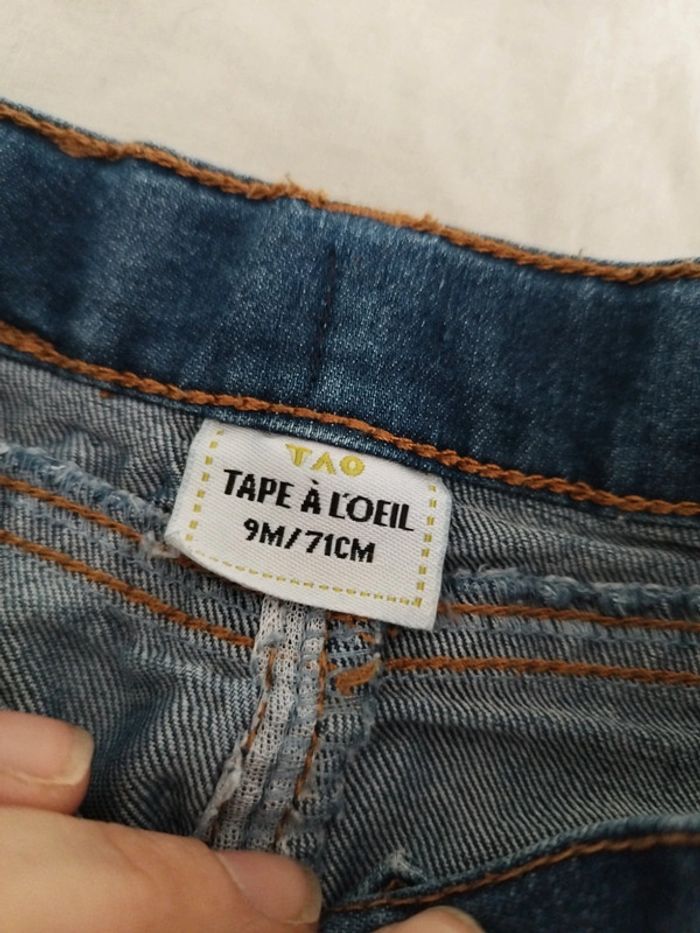 TAO
TAPE À L'OEIL
9M/71CM